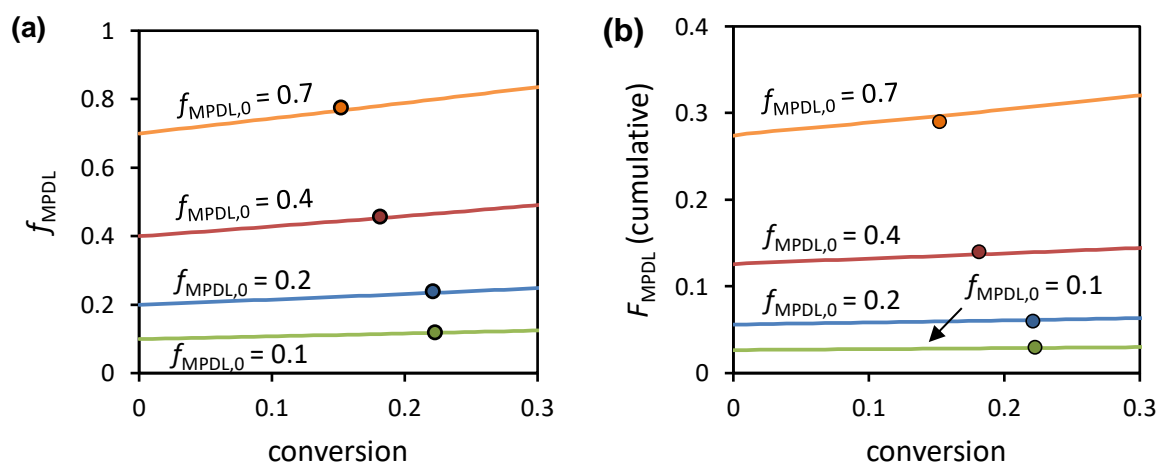 (a)
1
0.8
0.6
0.4
0.2
0
f_MPDL
f_MPDL,0 = 0.7
f_MPDL,0 = 0.4
f_MPDL,0 = 0.2
f_MPDL,0 = 0.1
0 0.1 0.2 0.3
conversion
(b)
0.4
0.3
0.2
0.1
0
F_MPDL (cumulative)
f_MPDL,0 = 0.7
f_MPDL,0 = 0.4
f_MPDL,0 = 0.1
f_MPDL,0 = 0.2
0 0.1 0.2 0.3
conversion